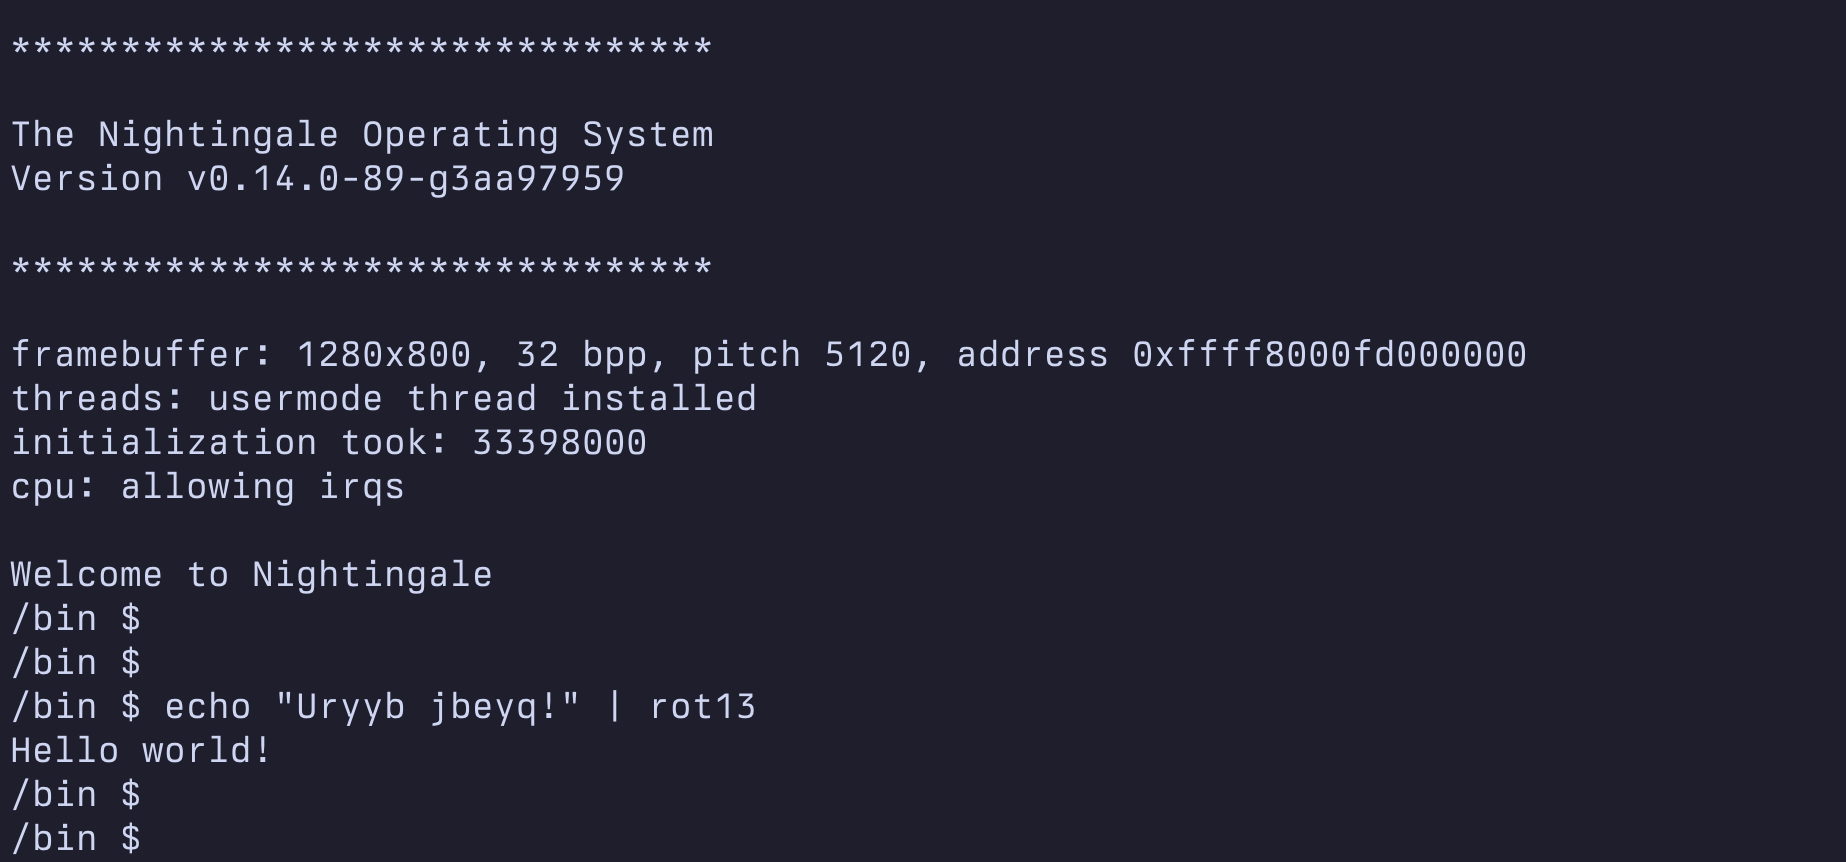 ********************************
The Nightingale Operating System
Version v0.14.0-89-g3aa97959
********************************
framebuffer: 1280x800, 32 bpp, pitch 5120, address 0xffff8000fd000000
threads: usermode thread installed
initialization took: 33398000
cpu: allowing irqs
Welcome to Nightingale
/bin $
/bin $
/bin $ echo "Uryyb jbeyq!" | rot13
Hello world!
/bin $
/bin $